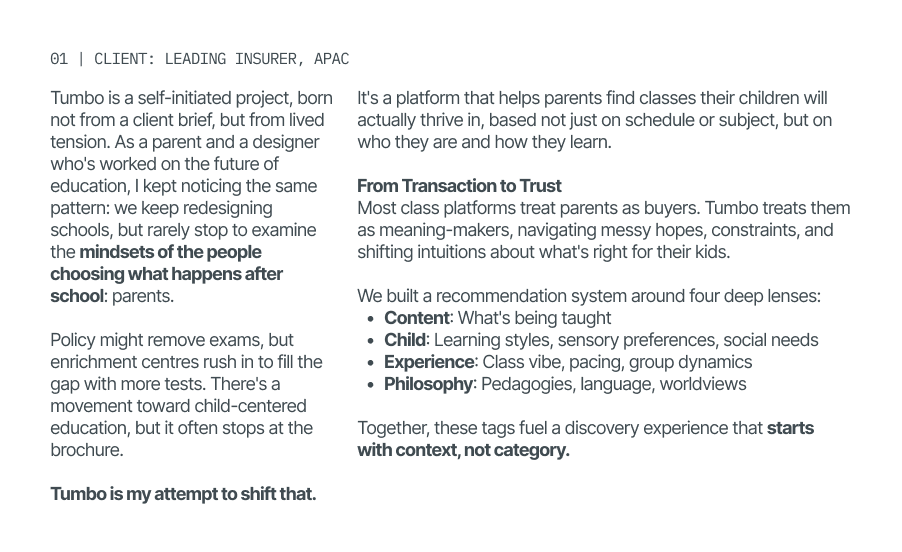 01 | CLIENT: LEADING INSURER, APAC
Tumbo is a self-initiated project, born
not from a client brief, but from lived
tension. As a parent and a designer
who's worked on the future of
education, I kept noticing the same
pattern: we keep redesigning
schools, but rarely stop to examine
the mindsets of the people
choosing what happens after
school: parents.
Policy might remove exams, but
enrichment centres rush in to fill the
gap with more tests. There's a
movement toward child-centered
education, but it often stops at the
brochure.
Tumbo is my attempt to shift that.
It's a platform that helps parents find classes their children will
actually thrive in, based not just on schedule or subject, but on
who they are and how they learn.
From Transaction to Trust
Most class platforms treat parents as buyers. Tumbo treats them
as meaning-makers, navigating messy hopes, constraints, and
shifting intuitions about what's right for their kids.
We built a recommendation system around four deep lenses:
• Content: What's being taught
• Child: Learning styles, sensory preferences, social needs
• Experience: Class vibe, pacing, group dynamics
• Philosophy: Pedagogies, language, worldviews
Together, these tags fuel a discovery experience that starts
with context, not category.